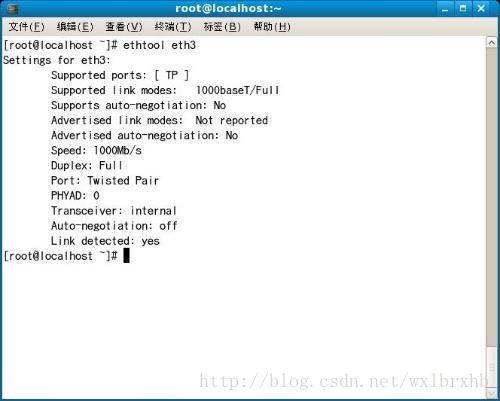 root@localhost:~
文件(F) 编辑(E) 查看(V) 终端(T) 标签(B) 帮助(H)
[root@localhost ~]# ethtool eth3
Settings for eth3:
Supported ports: [ TP ]
Supported link modes: 1000baseT/Full
Supports auto-negotiation: No
Advertised link modes: Not reported
Advertised auto-negotiation: No
Speed: 1000Mb/s
Duplex: Full
Port: Twisted Pair
PHYAD: 0
Transceiver: internal
Auto-negotiation: off
Link detected: yes
[root@localhost ~]#
http://blog.csdn.net/wxlbrxhb